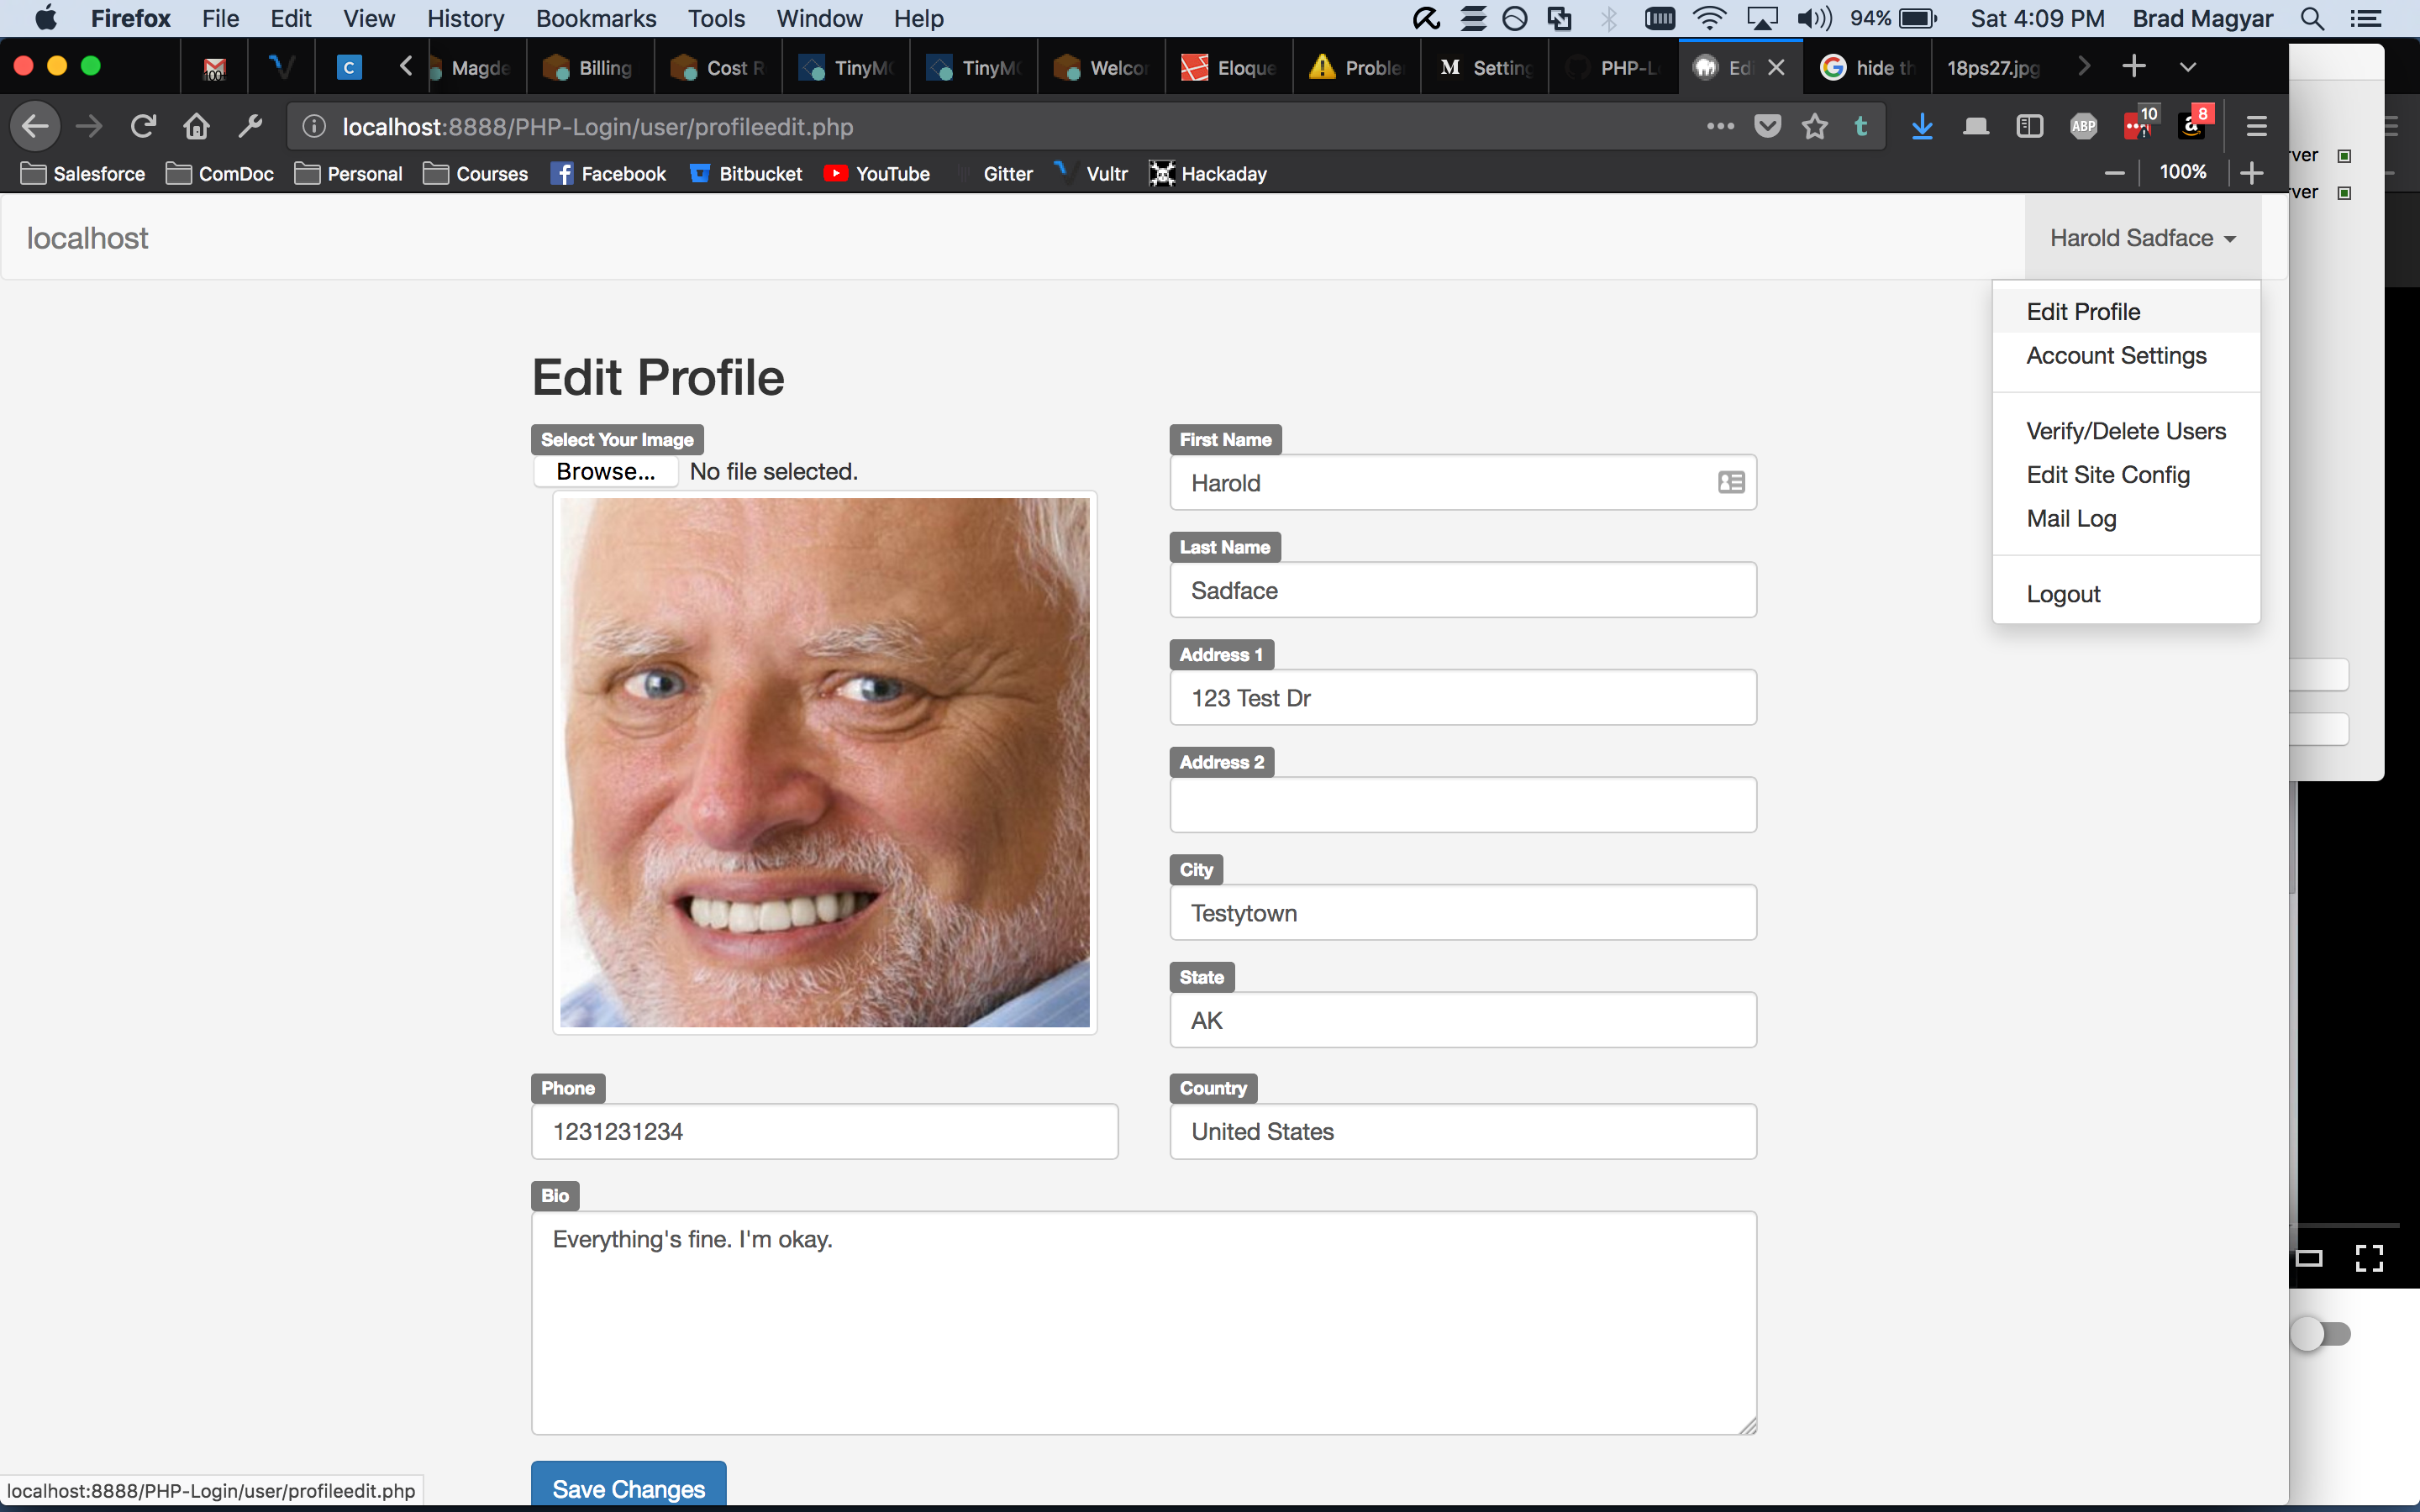 Firefox File Edit View History Bookmarks Tools Window Help 94% Sat 4:09 PM Brad Magyar
100+ C Magde Billing Cost R TinyM TinyM Welco Eloque Proble M Setting PHP-L Edi hide th 18ps27.jpg
localhost:8888/PHP-Login/user/profileedit.php t ABP 10 a 8
Salesforce ComDoc Personal Courses Facebook Bitbucket YouTube Gitter Vultr Hackaday 100%
ver
ver
localhost Harold Sadface
Edit Profile
Account Settings
Verify/Delete Users
Edit Site Config
Mail Log
Logout
Edit Profile
Select Your Image
Browse... No file selected.
First Name
Harold
Last Name
Sadface
Address 1
123 Test Dr
Address 2
City
Testytown
State
AK
Phone
1231231234
Country
United States
Bio
Everything's fine. I'm okay.
Save Changes
localhost:8888/PHP-Login/user/profileedit.php